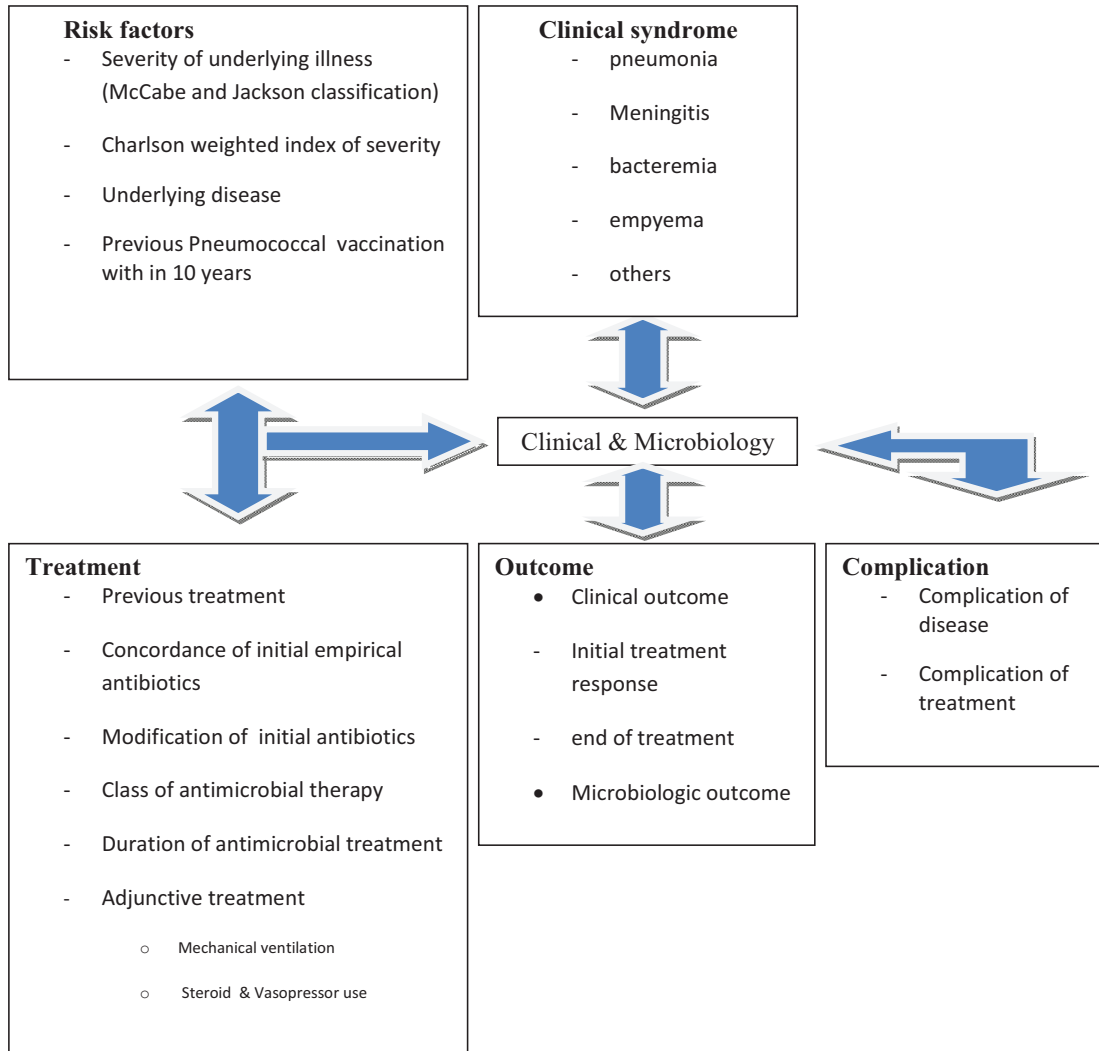 Risk factors
- Severity of underlying illness
(McCabe and Jackson classification)
- Charlson weighted index of severity
- Underlying disease
- Previous Pneumococcal vaccination
with in 10 years
Clinical syndrome
- pneumonia
- Meningitis
- bacteremia
- empyema
- others
Clinical & Microbiology
Treatment
- Previous treatment
- Concordance of initial empirical
antibiotics
- Modification of initial antibiotics
- Class of antimicrobial therapy
- Duration of antimicrobial treatment
- Adjunctive treatment
o Mechanical ventilation
o Steroid & Vasopressor use
Outcome
• Clinical outcome
- Initial treatment
response
- end of treatment
• Microbiologic outcome
Complication
- Complication of
disease
- Complication of
treatment